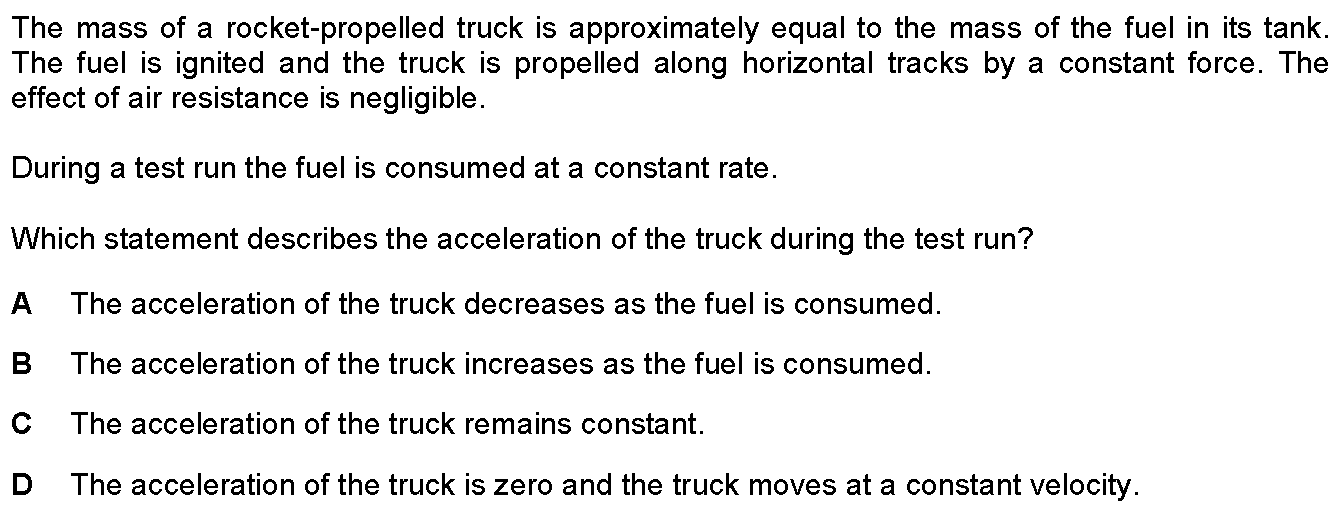 The mass of a rocket-propelled truck is approximately equal to the mass of the fuel in its tank.
The fuel is ignited and the truck is propelled along horizontal tracks by a constant force. The
effect of air resistance is negligible.
During a test run the fuel is consumed at a constant rate.
Which statement describes the acceleration of the truck during the test run?
A The acceleration of the truck decreases as the fuel is consumed.
B The acceleration of the truck increases as the fuel is consumed.
C The acceleration of the truck remains constant.
D The acceleration of the truck is zero and the truck moves at a constant velocity.